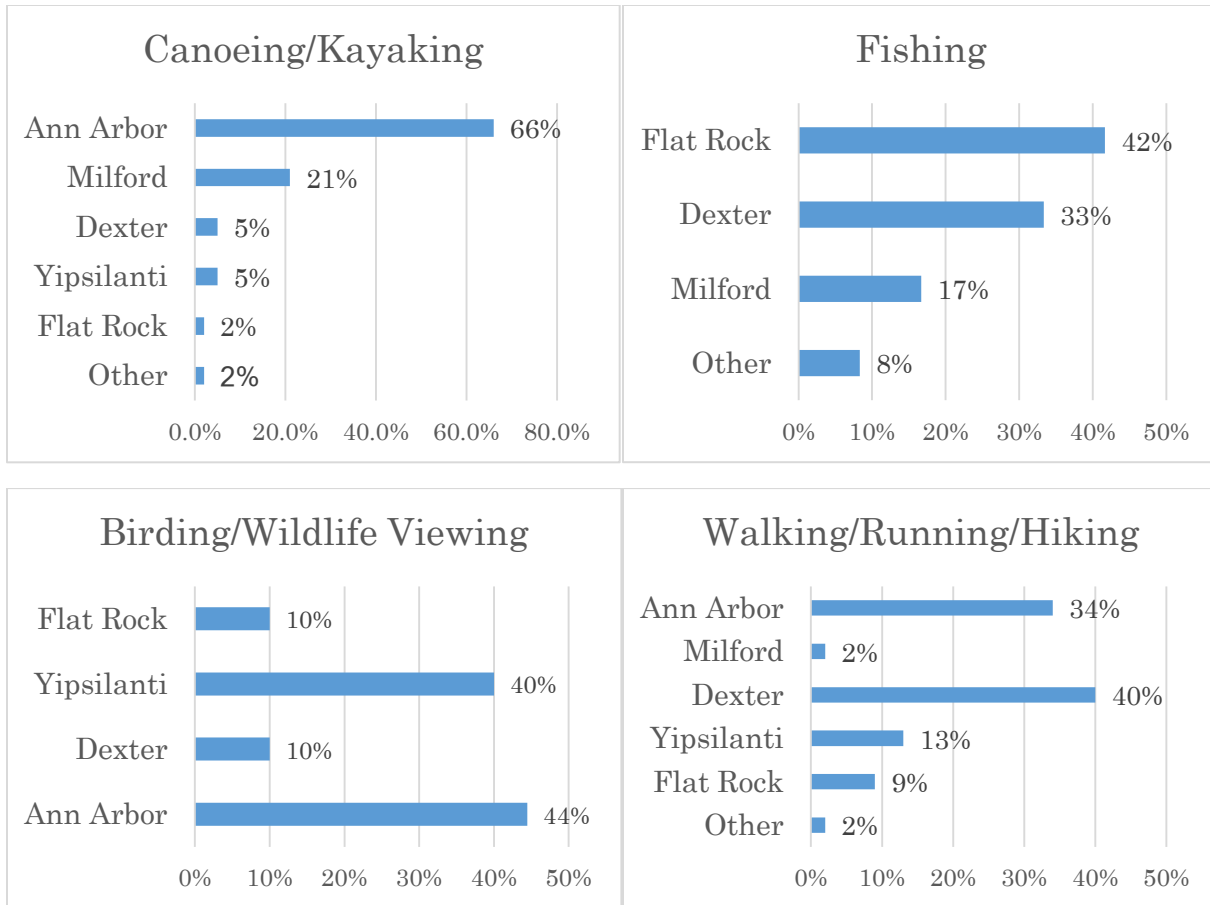 Canoeing/Kayaking
Ann Arbor 66%
Milford 21%
Dexter 5%
Yipsilanti 5%
Flat Rock 2%
Other 2%
0.0% 20.0% 40.0% 60.0% 80.0%
Fishing
Flat Rock 42%
Dexter 33%
Milford 17%
Other 8%
0% 10% 20% 30% 40% 50%
Birding/Wildlife Viewing
Flat Rock 10%
Yipsilanti 40%
Dexter 10%
Ann Arbor 44%
0% 10% 20% 30% 40% 50%
Walking/Running/Hiking
Ann Arbor 34%
Milford 2%
Dexter 40%
Yipsilanti 13%
Flat Rock 9%
Other 2%
0% 10% 20% 30% 40% 50%